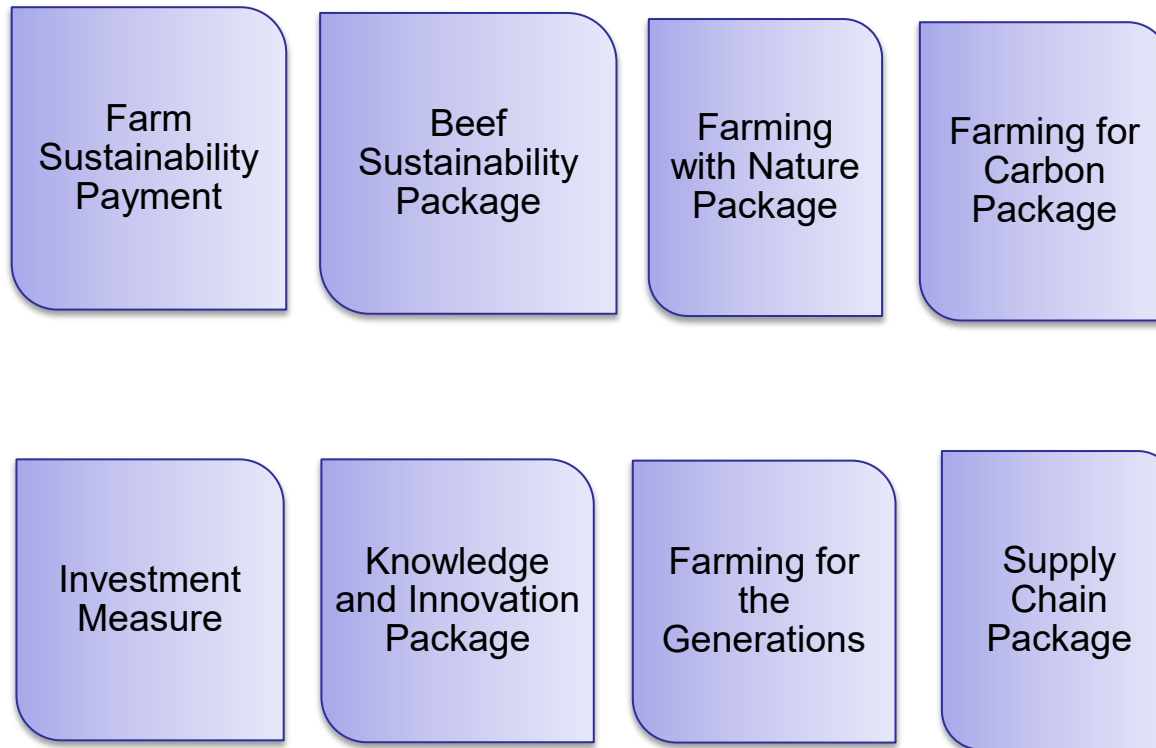 Farm
Sustainability
Payment
Beef
Sustainability
Package
Farming
with Nature
Package
Farming for
Carbon
Package
Investment
Measure
Knowledge
and Innovation
Package
Farming for
the
Generations
Supply
Chain
Package